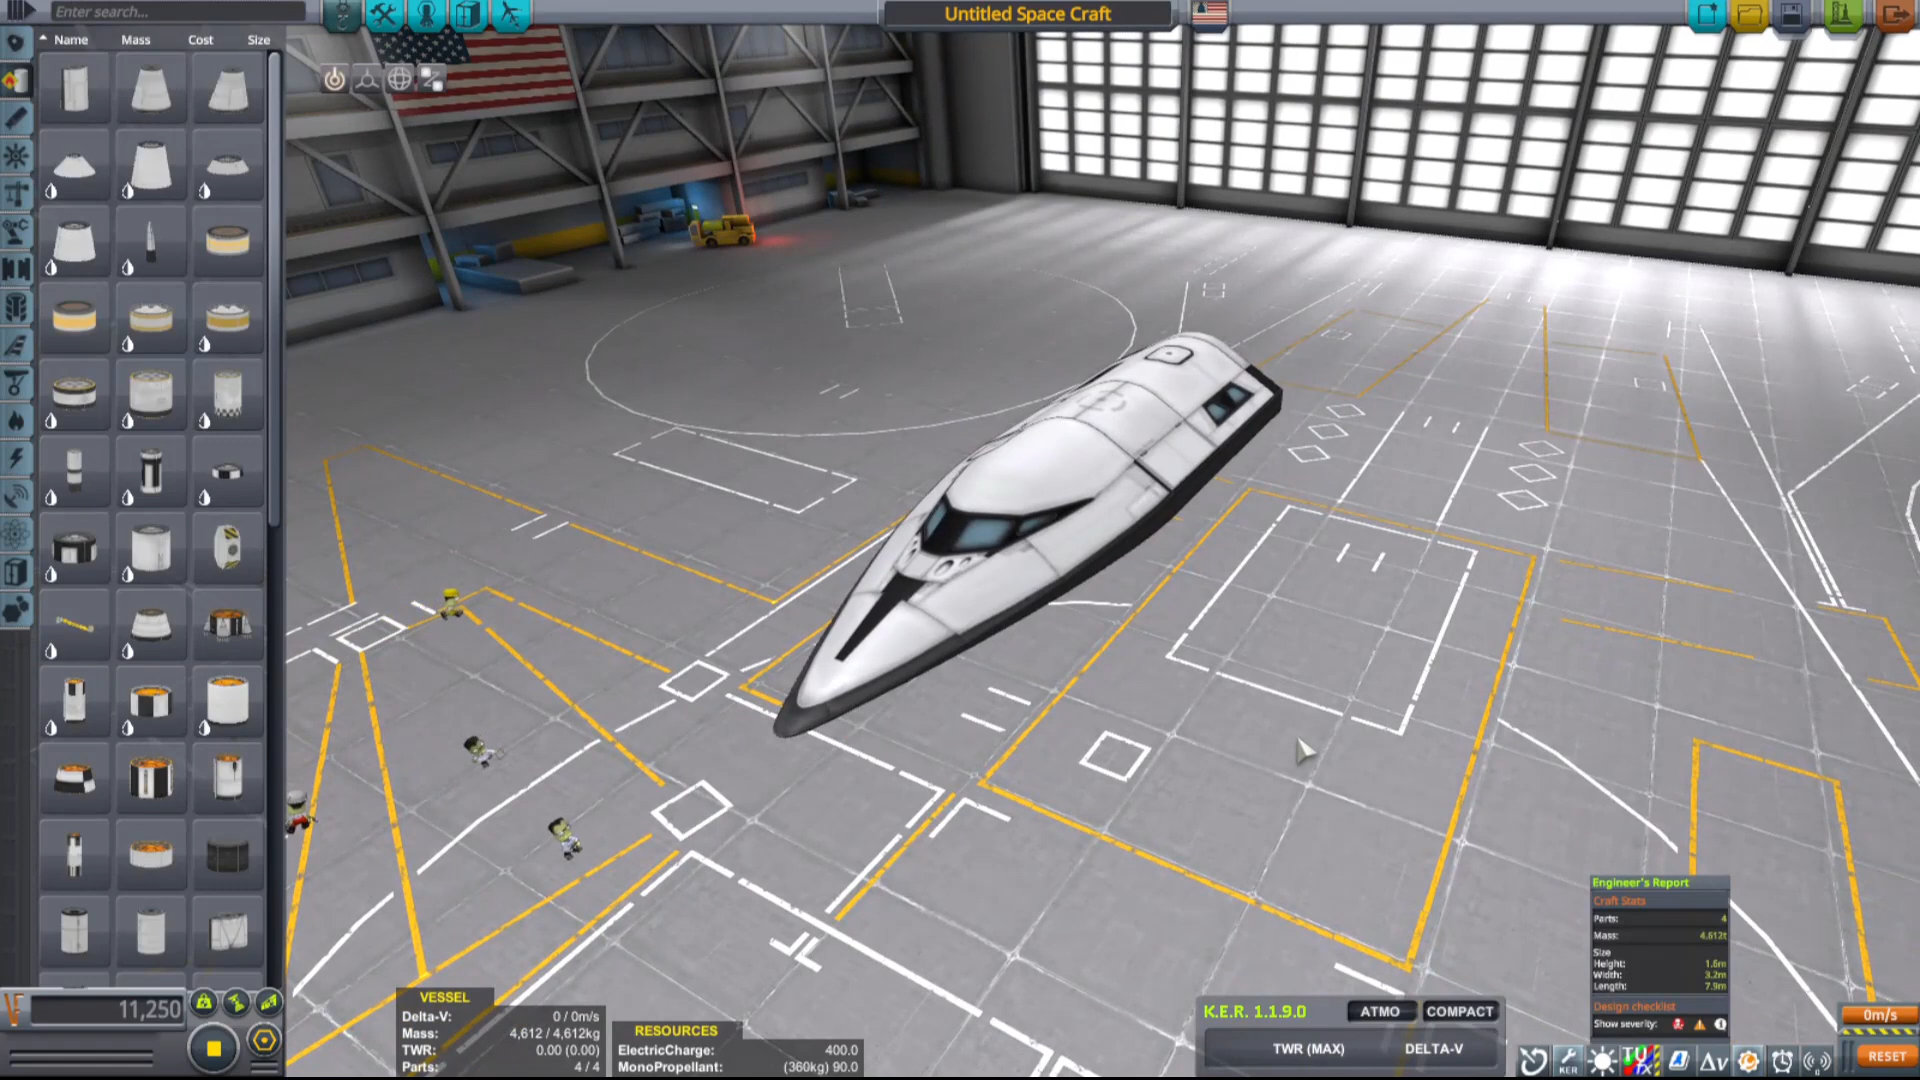 Enter search...
Untitled Space Craft
Name Mass Cost Size
11,250
VESSEL
Delta-V: 0 / 0m/s
Mass: 4,612 / 4,612kg
TWR: 0.00 (0.00)
Parts: 4 / 4
RESOURCES
ElectricCharge: 400.0
MonoPropellant: (360kg) 90.0
K.E.R. 1.1.9.0 ATMO COMPACT
TWR (MAX) DELTA-V
Engineer's Report
Craft Stats
Parts: 4
Mass: 4.612t
Size
Height: 1.6m
Width: 3.2m
Length: 7.9m
Design checklist
Show severity:
0m/s
KER
Δv
RESET